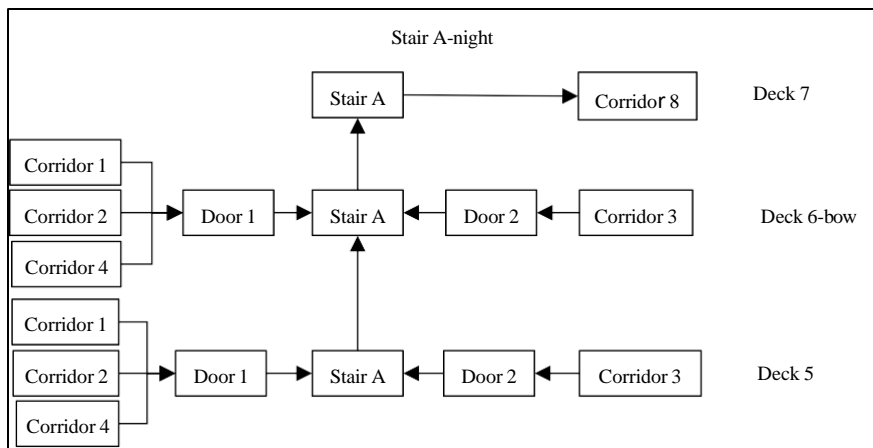 Stair A-night
Stair A
Corridor 8
Deck 7
Corridor 1
Corridor 2
Door 1
Stair A
Door 2
Corridor 3
Deck 6-bow
Corridor 4
Corridor 1
Corridor 2
Door 1
Stair A
Door 2
Corridor 3
Deck 5
Corridor 4